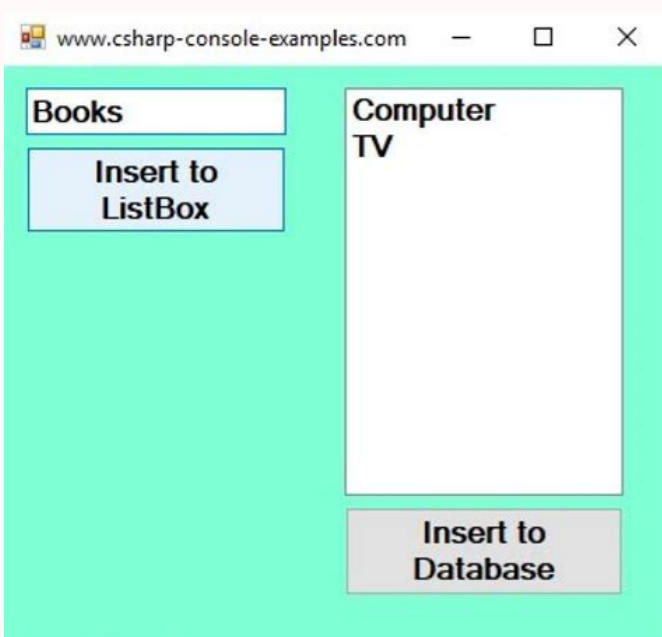 www.csharp-console-examples.com
Books
Insert to
ListBox
Computer
TV
Insert to
Database